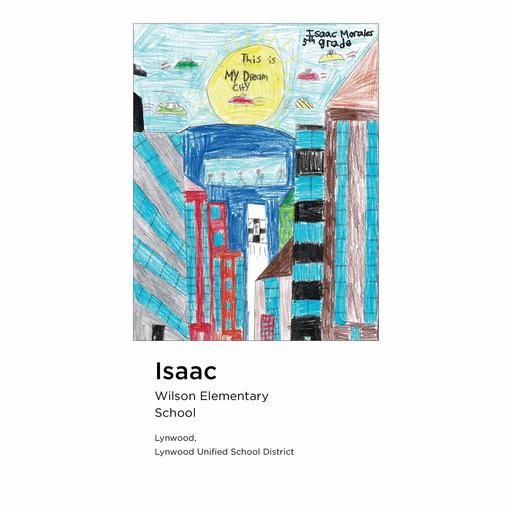 Isaac Morales
5th grade
This is
My Dream
City
Isaac
Wilson Elementary
School
Lynwood,
Lynwood Unified School District